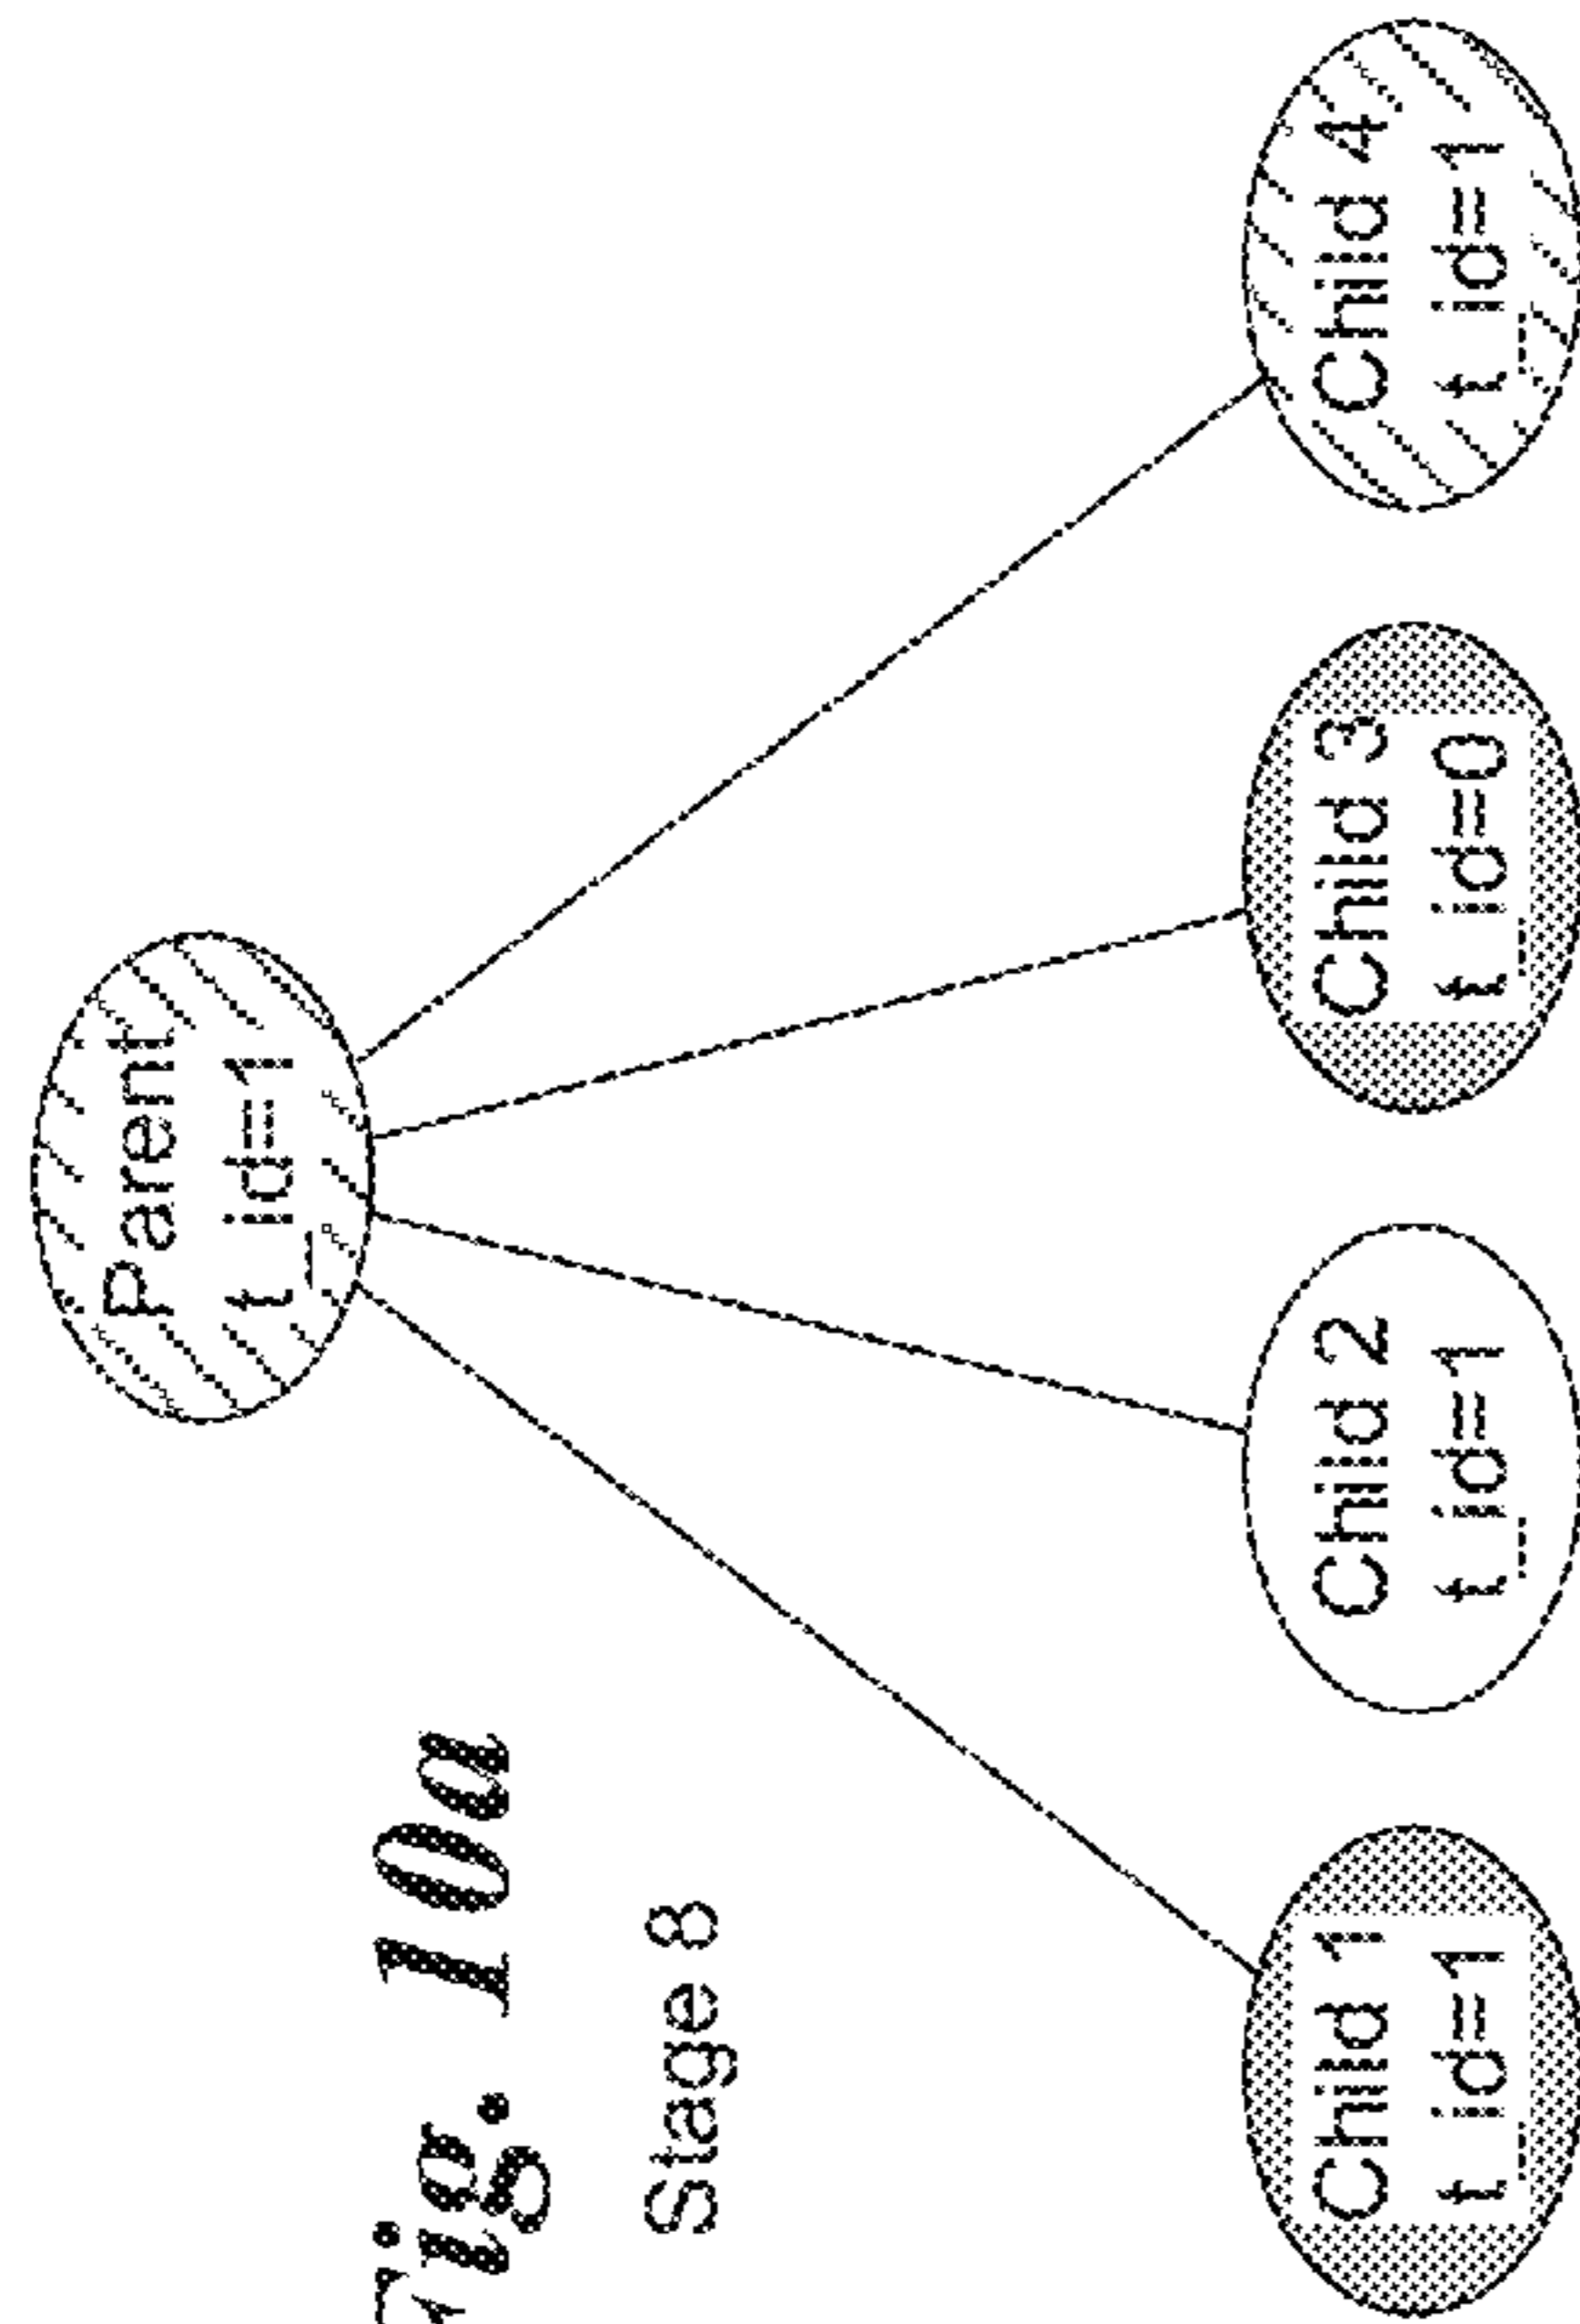 Fig. 10a
Stage 8
Parent
t_id=1
Child 1
t_id=1
Child 2
t_id=1
Child 3
t_id=0
Child 4
t_id=1